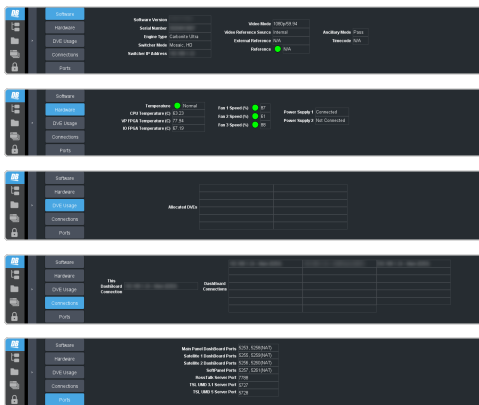 Software
Hardware
DVE Usage
Connections
Ports
Software Version
Serial Number
Engine Type Carbonite Ultra
Switcher Mode Mosaic, HD
Switcher IP Address
Video Mode 1080p/59.94
Video Reference Source Internal
External Reference N/A
Reference N/A
Ancillary Mode Pass
Timecode N/A
Software
Hardware
DVE Usage
Connections
Ports
Temperature Normal
CPU Temperature (C) 63.23
VP FPGA Temperature (C) 77.94
IO FPGA Temperature (C) 67.19
Fan 1 Speed (%) 87
Fan 2 Speed (%) 81
Fan 3 Speed (%)
Power Supply 1 Connected
Power Supply 2 Not Connected
Software
Hardware
DVE Usage
Connections
Ports
Allocated DVEs
Software
Hardware
DVE Usage
Connections
Ports
This
DashBoard
Connection
DashBoard
Connections
Software
Hardware
DVE Usage
Connections
Ports
Main Panel DashBoard Ports 5253 , 5256(NAT)
Satellite 1 DashBoard Ports 5255 , 5259(NAT)
Satellite 2 DashBoard Ports 5256 , 5260(NAT)
SoftPanel Ports 5257 , 5261(NAT)
RossTalk Server Port 7788
TSL UMD 3.1 Server Port 5727
TSL UMD 5 Server Port 5728